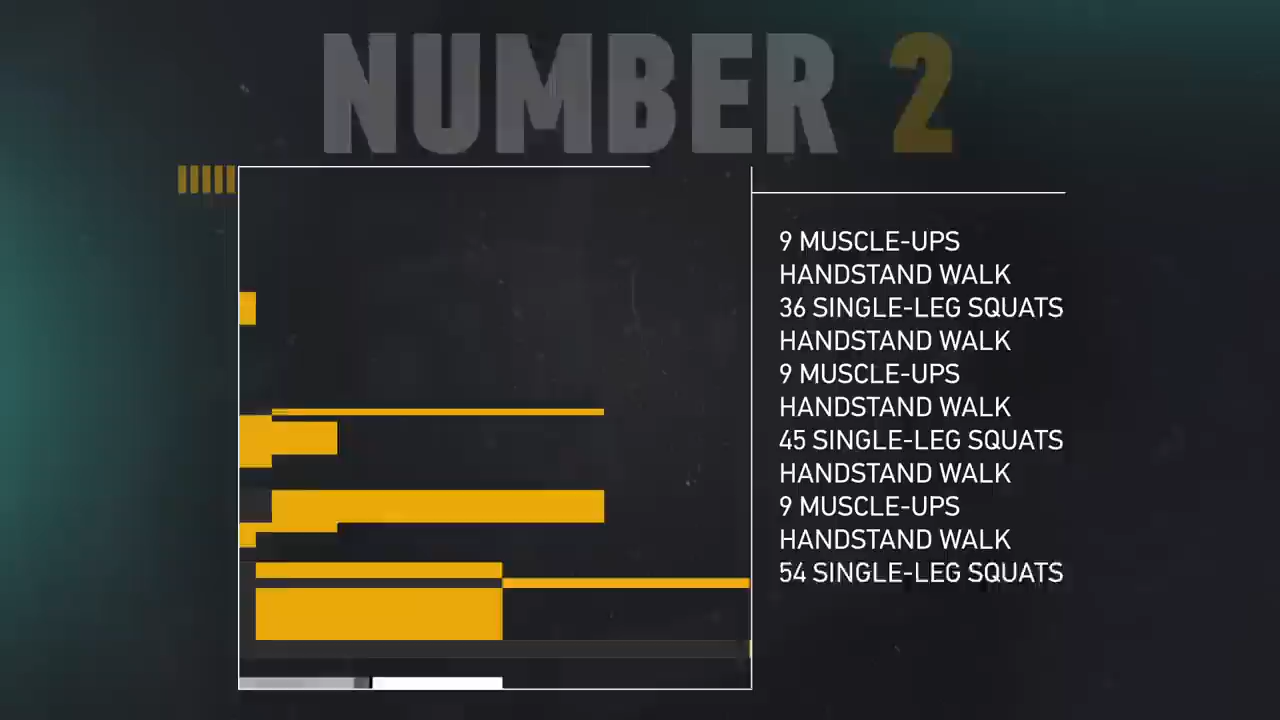 NUMBER 2
9 MUSCLE-UPS
HANDSTAND WALK
36 SINGLE-LEG SQUATS
HANDSTAND WALK
9 MUSCLE-UPS
HANDSTAND WALK
45 SINGLE-LEG SQUATS
HANDSTAND WALK
9 MUSCLE-UPS
HANDSTAND WALK
54 SINGLE-LEG SQUATS